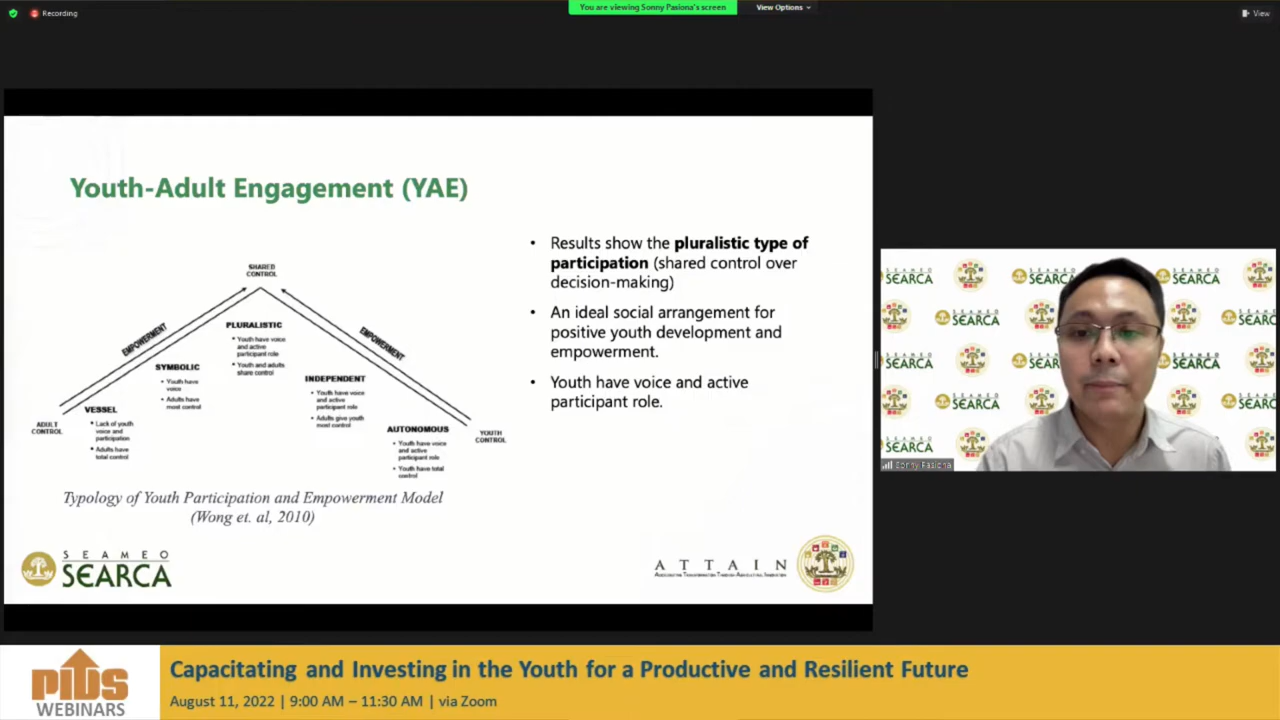 Recording
You are viewing Sonny Pasiona's screen
View Options
View
Youth-Adult Engagement (YAE)
SHARED
CONTROL
EMPOWERMENT
EMPOWERMENT
PLURALISTIC
• Youth have voice
and active
participant role
• Youth and adults
share control
SYMBOLIC
• Youth have
voice
• Adults have
most control
INDEPENDENT
• Youth have voice
and active
participant role
• Adults give youth
most control
VESSEL
• Lack of youth
voice and
participation
• Adults have
total control
AUTONOMOUS
• Youth have voice
and active
participant role
• Youth have total
control
ADULT
CONTROL
YOUTH
CONTROL
Typology of Youth Participation and Empowerment Model
(Wong et. al, 2010)
• Results show the pluralistic type of
participation (shared control over
decision-making)
• An ideal social arrangement for
positive youth development and
empowerment.
• Youth have voice and active
participant role.
SEAMEO
SEARCA
ATTAIN
Accelerating Transformation Through Agricultural Innovation
SEAMEO
SEARCA
Sonny Pasiona
PIDS
WEBINARS
Capacitating and Investing in the Youth for a Productive and Resilient Future
August 11, 2022 | 9:00 AM – 11:30 AM | via Zoom